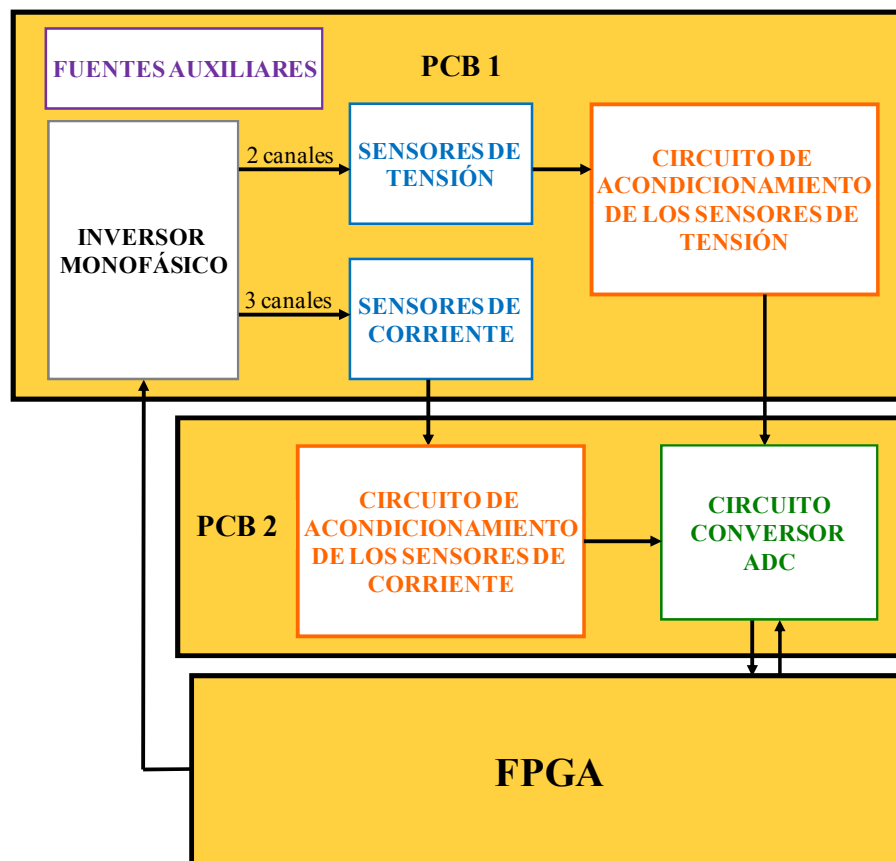 FUENTES AUXILIARES
PCB 1
INVERSOR
MONOFÁSICO
2 canales
SENSORES DE
TENSIÓN
CIRCUITO DE
ACONDICIONAMIENTO
DE LOS SENSORES DE
TENSIÓN
3 canales
SENSORES DE
CORRIENTE
PCB 2
CIRCUITO DE
ACONDICIONAMIENTO
DE LOS SENSORES DE
CORRIENTE
CIRCUITO
CONVERSOR
ADC
FPGA